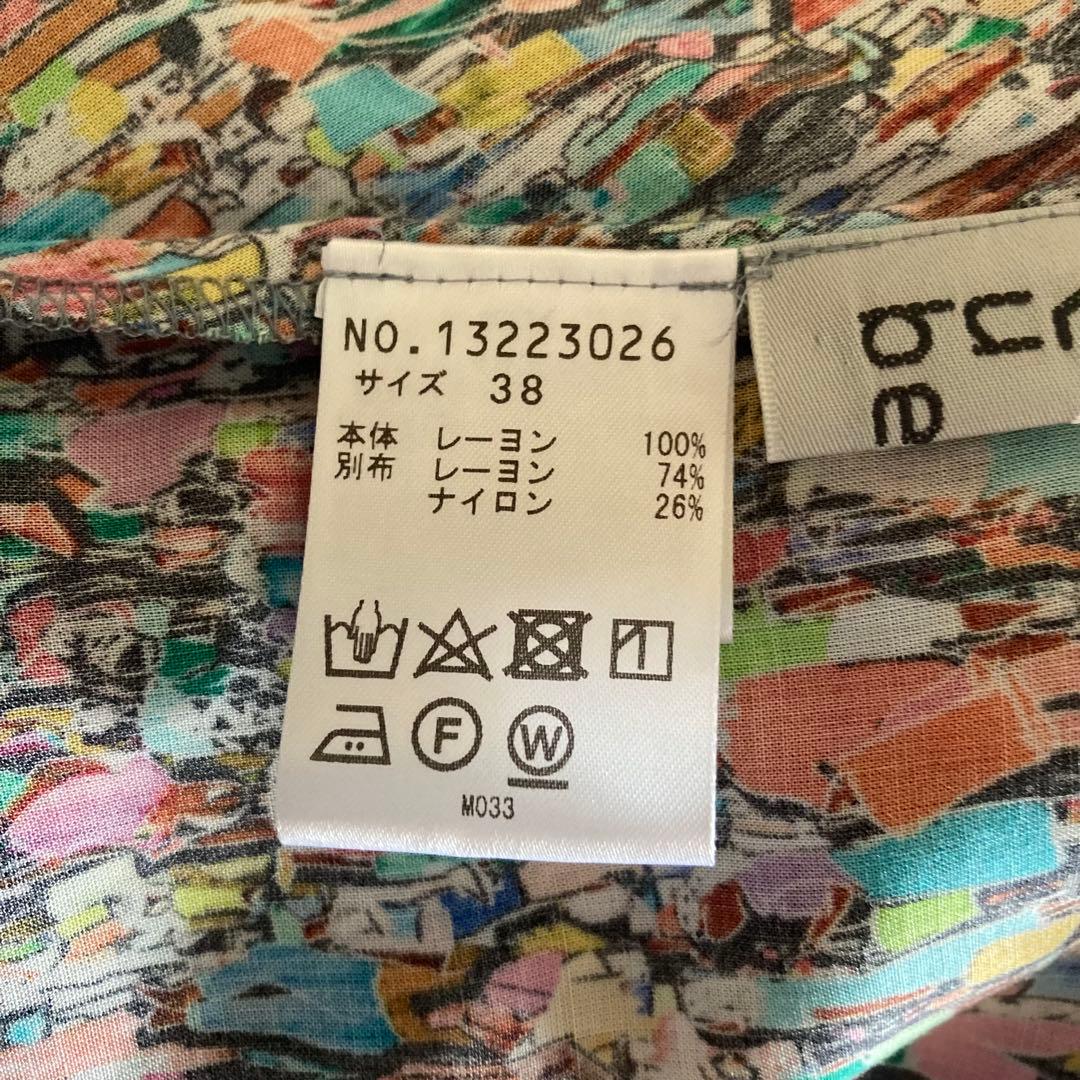 NO.13223026
サイズ 38
本体 レーヨン 100%
別布 レーヨン 74%
ナイロン 26%
F
W
M033